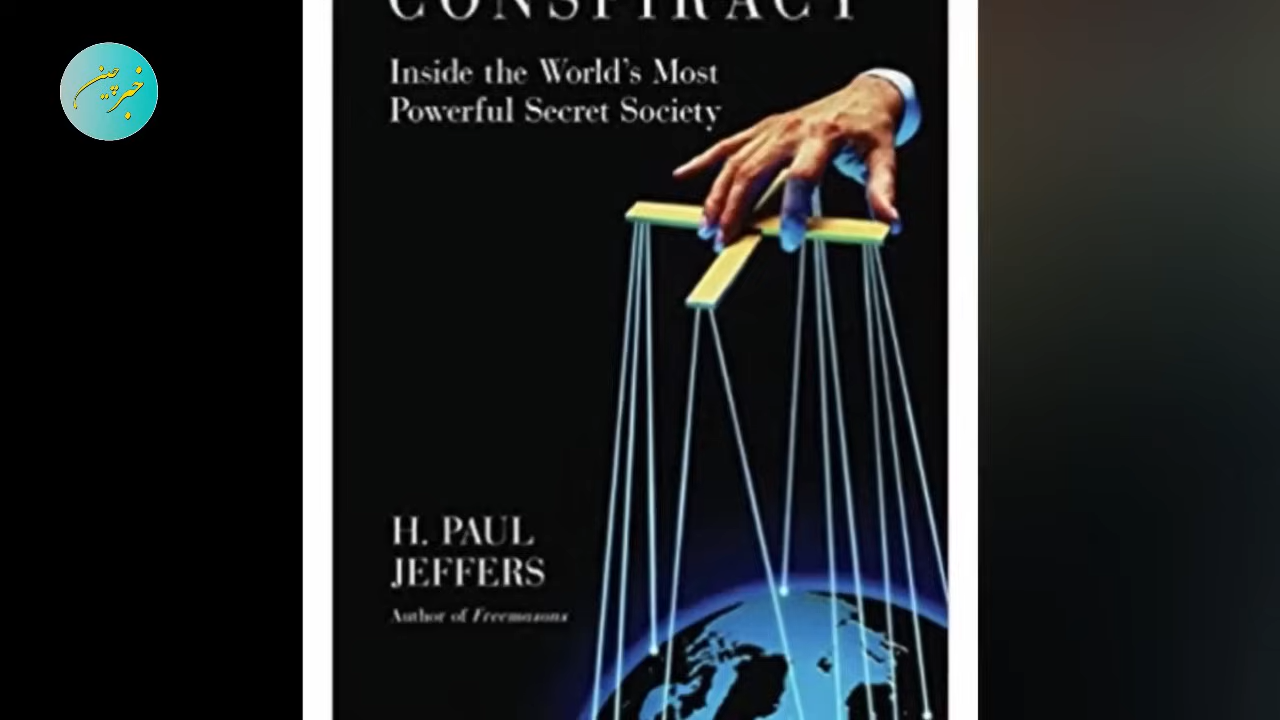 خبرچین
CONSPIRACY
Inside the World's Most
Powerful Secret Society
H. PAUL
JEFFERS
Author of Freemasons